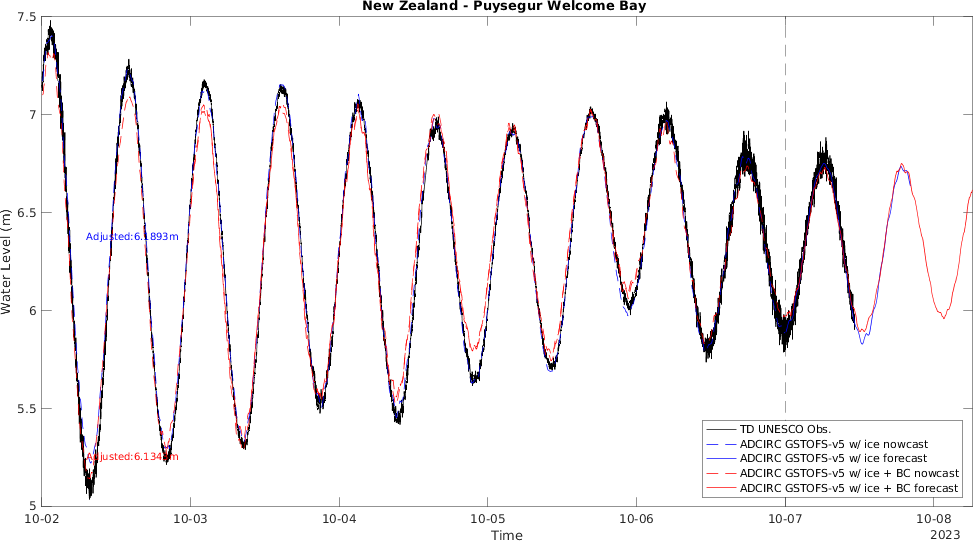 New Zealand - Puysegur Welcome Bay
7.5
7
6.5
6
5.5
5
Water Level (m)
Adjusted:6.1893m
10-02
10-03
10-04
10-05
10-06
10-07
10-08
2023
Time
TD UNESCO Obs.
ADCIRC GSTOFS-v5 w/ ice nowcast
ADCIRC GSTOFS-v5 w/ ice forecast
ADCIRC GSTOFS-v5 w/ ice + BC nowcast
ADCIRC GSTOFS-v5 w/ ice + BC forecast